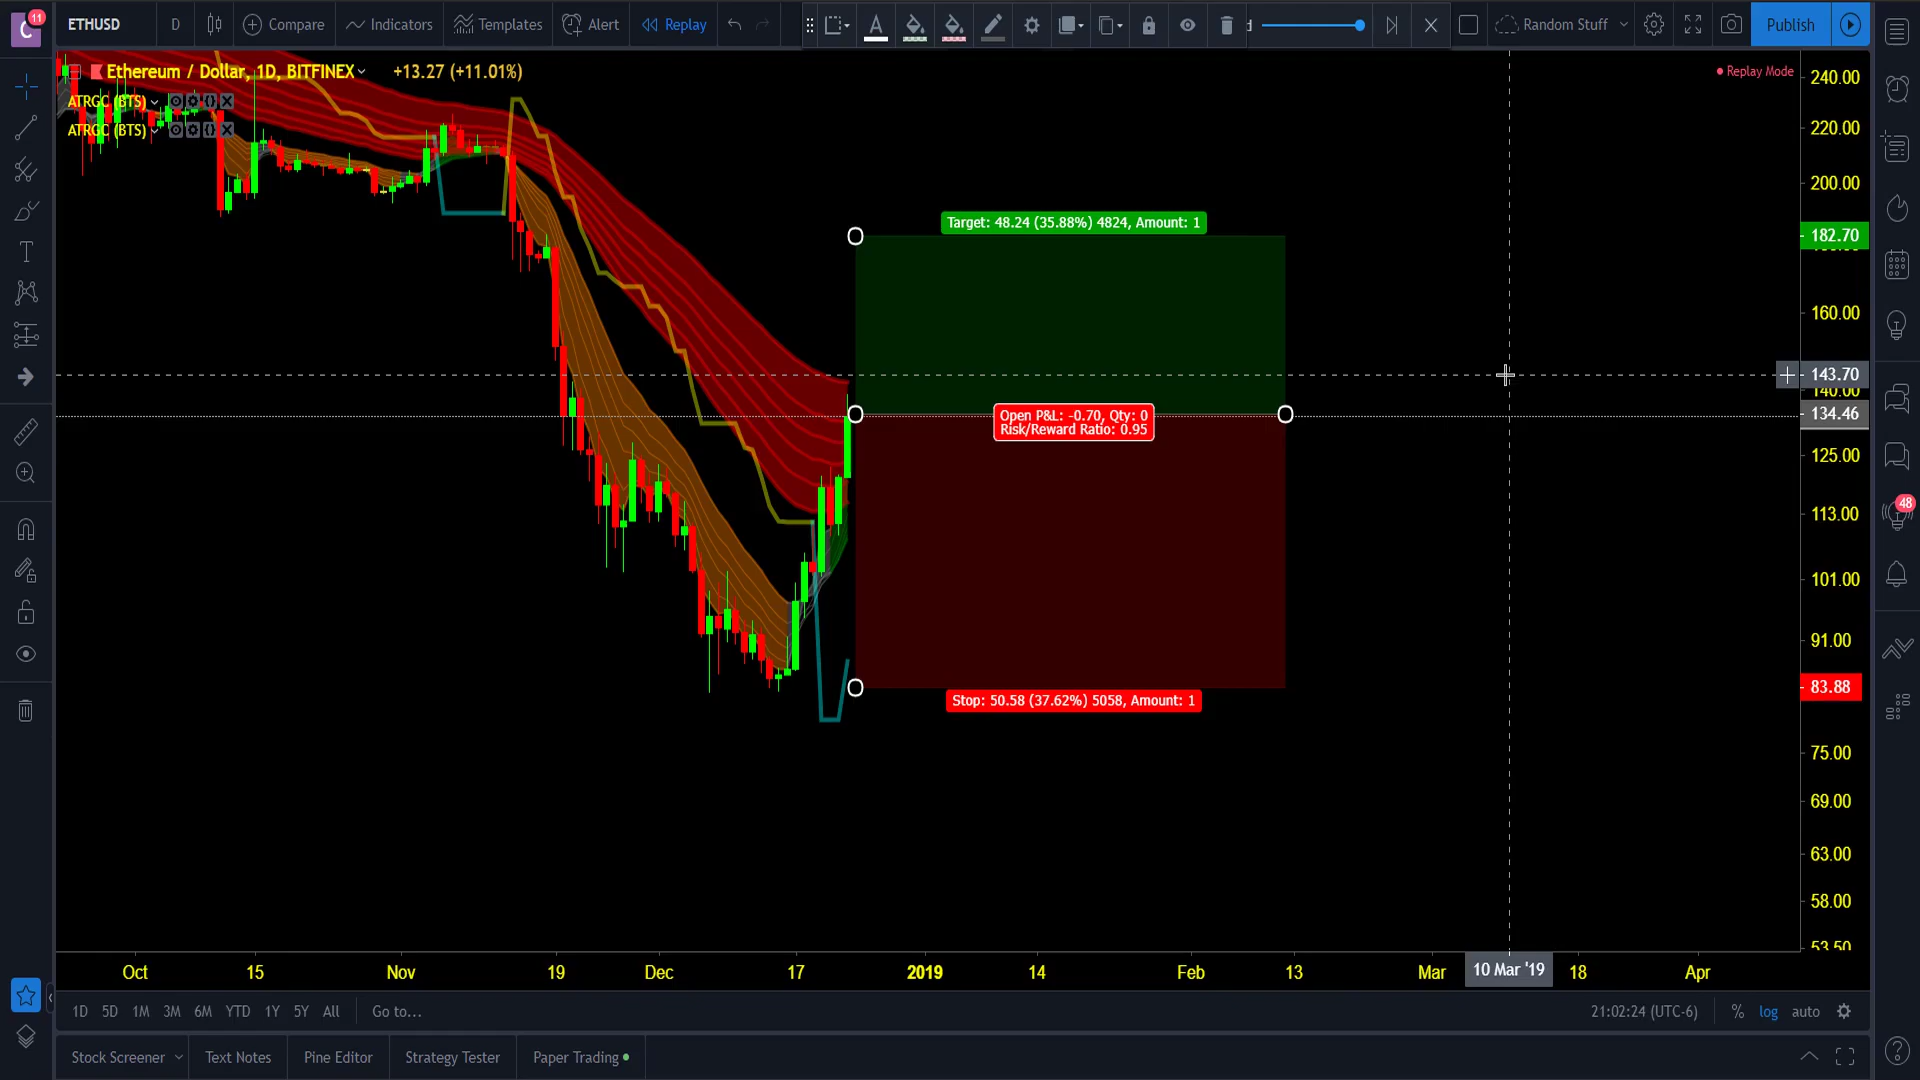 C 11
ETHUSD D Compare Indicators Templates Alert Replay Random Stuff Publish
Ethereum / Dollar, 1D, BITFINEX +13.27 (+11.01%)
Replay Mode
ATRGC (BTS)
ATRGC (BTS)
240.00
220.00
200.00
Target: 48.24 (35.88%) 4824, Amount: 1
182.70
160.00
143.70
140.00
Open P&L: -0.70, Qty: 0
Risk/Reward Ratio: 0.95
134.46
125.00
48
113.00
101.00
91.00
83.88
Stop: 50.58 (37.62%) 5058, Amount: 1
75.00
69.00
63.00
58.00
53.50
Oct 15 Nov 19 Dec 17 2019 14 Feb 13 Mar 10 Mar '19 18 Apr
1D 5D 1M 3M 6M YTD 1Y 5Y All Go to... 21:02:24 (UTC-6) % log auto
Stock Screener Text Notes Pine Editor Strategy Tester Paper Trading